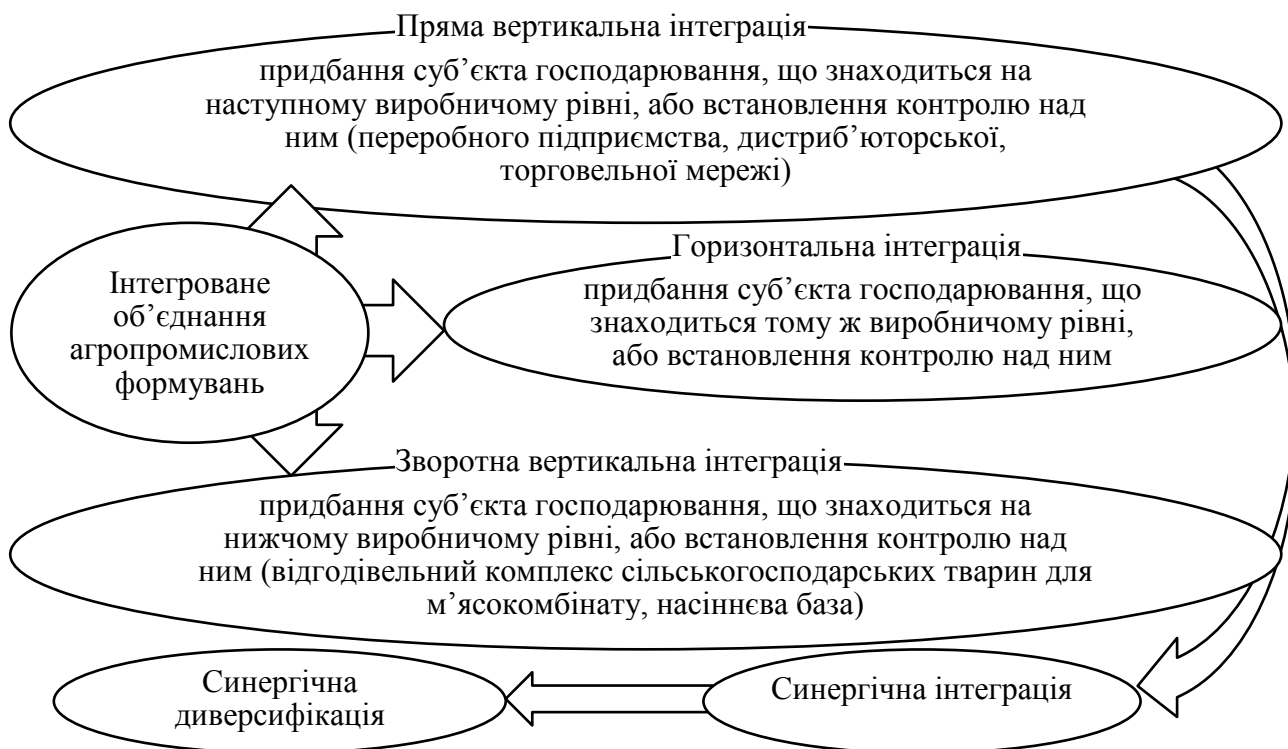 Пряма вертикальна інтеграція
придбання суб’єкта господарювання, що знаходиться на
наступному виробничому рівні, або встановлення контролю над
ним (переробного підприємства, дистриб’юторської,
торговельної мережі)
Інтегроване
об’єднання
агропромислових
формувань
Горизонтальна інтеграція
придбання суб’єкта господарювання, що
знаходиться тому ж виробничому рівні,
або встановлення контролю над ним
Зворотна вертикальна інтеграція
придбання суб’єкта господарювання, що знаходиться на
нижчому виробничому рівні, або встановлення контролю над
ним (відгодівельний комплекс сільськогосподарських тварин для
м’ясокомбінату, насіннєва база)
Синергічна
диверсифікація
Синергічна інтеграція